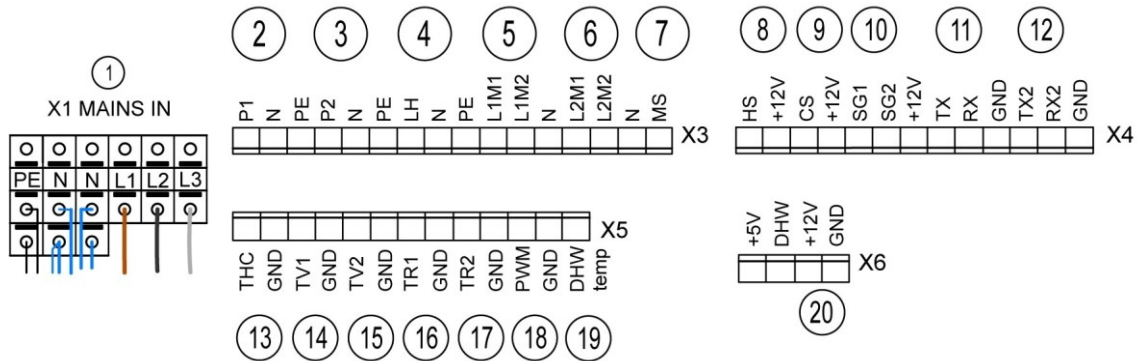 1
X1 MAINS IN
PE N N L1 L2 L3
2 3 4 5 6 7
P1 N PE P2 N PE LH N PE L1M1 L1M2 N L2M1 L2M2 N MS
X3
8 9 10 11 12
HS +12V CS +12V SG1 SG2 +12V TX RX GND TX2 RX2 GND
X4
X5
THC GND TV1 GND TV2 GND TR1 GND TR2 GND PWM GND DHW temp
13 14 15 16 17 18 19
+5V DHW +12V GND
X6
20